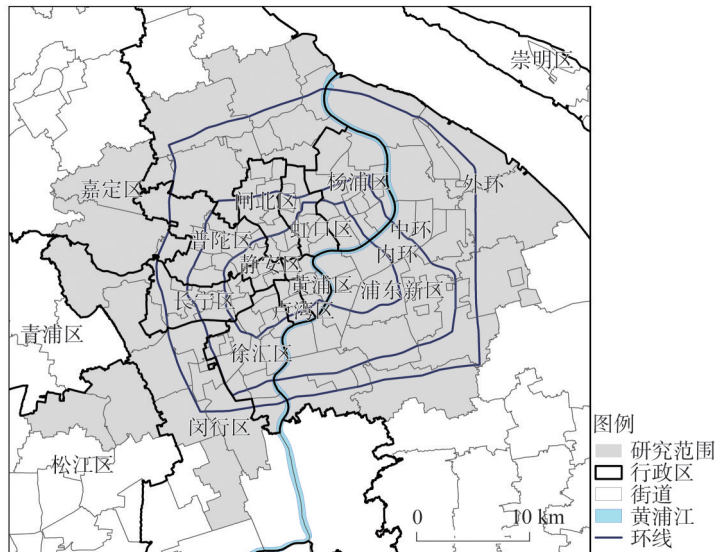 崇明区
嘉定区
杨浦区
外环
闸北区
普陀区
虹口区
中环
内环
静安区
黄浦区
浦东新区
长宁区
卢湾区
青浦区
徐汇区
闵行区
松江区
图例
研究范围
行政区
街道
黄浦江
环线
0 10 km